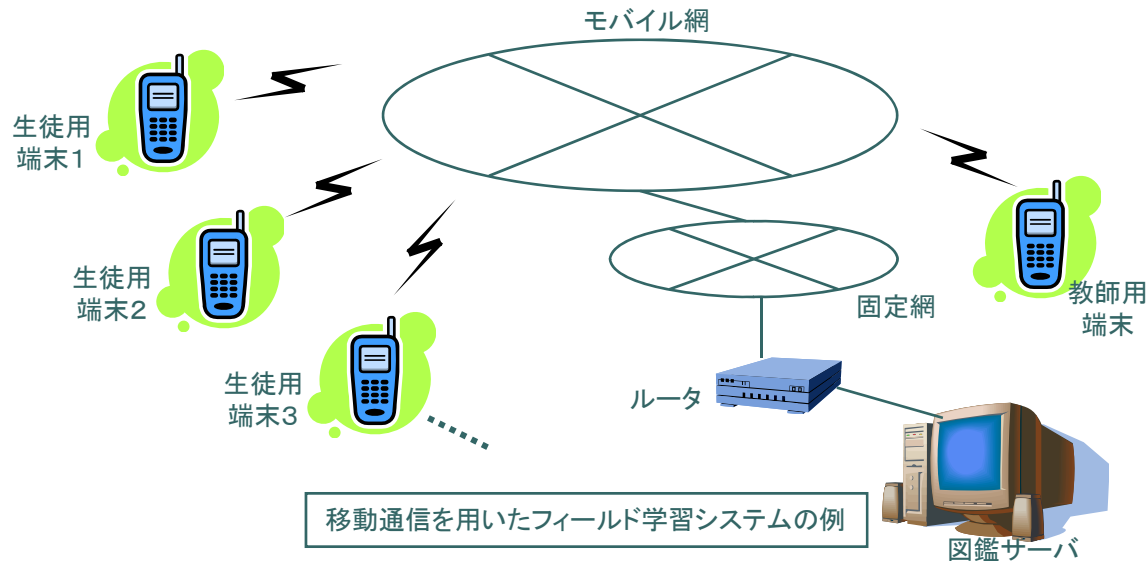 モバイル網
生徒用
端末１
生徒用
端末２
生徒用
端末３
教師用
端末
固定網
ルータ
移動通信を用いたフィールド学習システムの例
図鑑サーバ